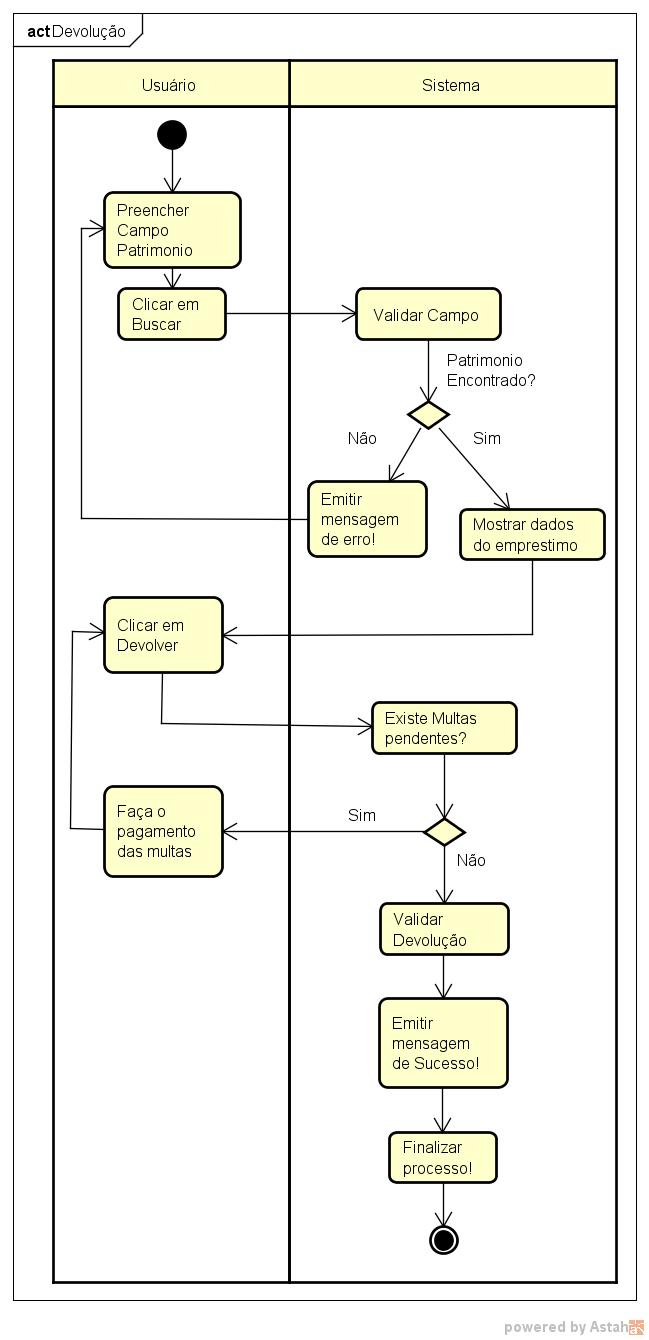 act Devolução
Usuário
Sistema
Preencher
Campo
Patrimonio
Clicar em
Buscar
Validar Campo
Patrimonio
Encontrado?
Não
Sim
Emitir
mensagem
de erro!
Mostrar dados
do emprestimo
Clicar em
Devolver
Existe Multas
pendentes?
Sim
Faça o
pagamento
das multas
Não
Validar
Devolução
Emitir
mensagem
de Sucesso!
Finalizar
processo!
powered by Astah